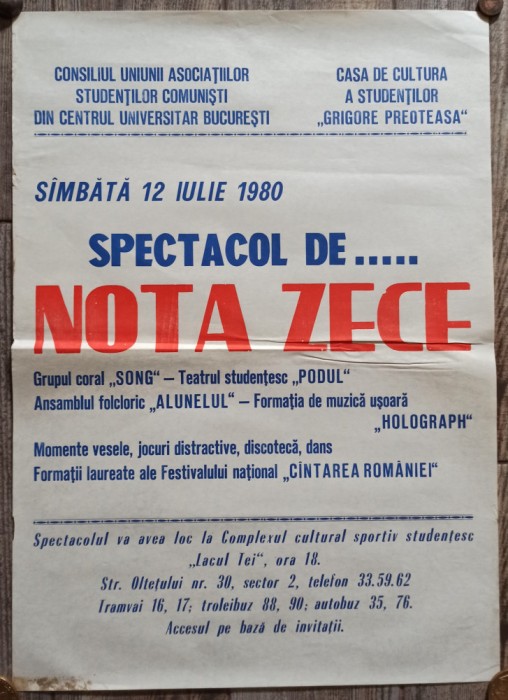 CONSILIUL UNIUNII ASOCIAȚIILOR
STUDENȚILOR COMUNIȘTI
DIN CENTRUL UNIVERSITAR BUCUREȘTI
CASA DE CULTURA
A STUDENȚILOR
„GRIGORE PREOTEASA“
SÎMBĂTĂ 12 IULIE 1980
SPECTACOL DE.....
NOTA ZECE
Grupul coral „SONG“ – Teatrul studențesc „PODUL“
Ansamblul folcloric „ALUNELUL“ – Formația de muzică ușoară
„HOLOGRAPH“
Momente vesele, jocuri distractive, discotecă, dans
Formații laureate ale Festivalului național „CÎNTAREA ROMÂNIEI“
Spectacolul va avea loc la Complexul cultural sportiv studențesc
„Lacul Tei“, ora 18.
Str. Oltețului nr. 30, sector 2, telefon 33.59.62
Tramvai 16, 17; troleibuz 88, 90; autobuz 35, 76.
Accesul pe bază de invitații.